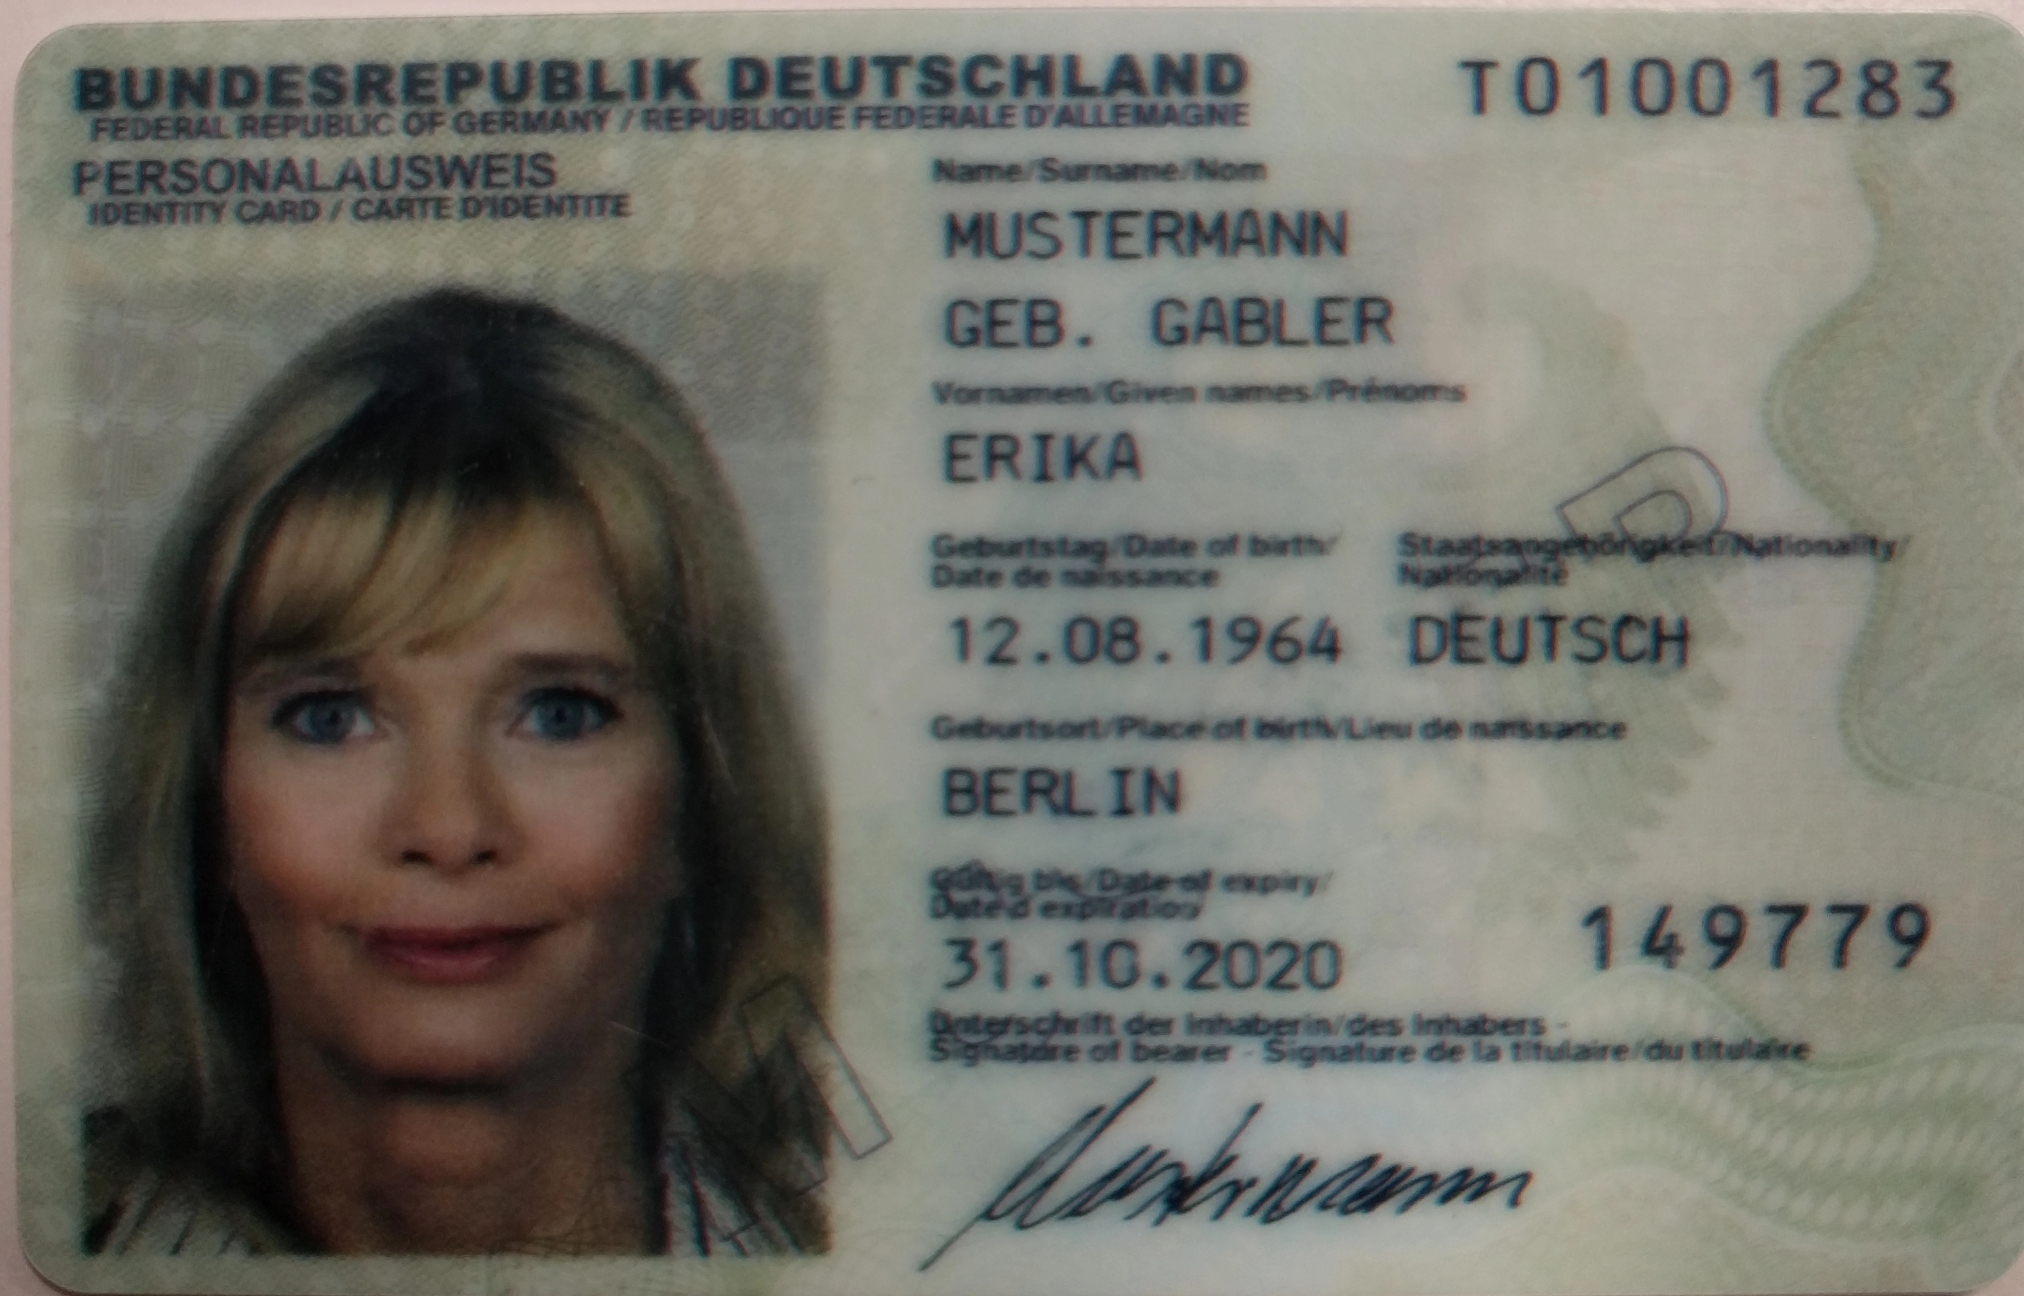 BUNDESREPUBLIK DEUTSCHLAND
FEDERAL REPUBLIC OF GERMANY / REPUBLIQUE FEDERALE D'ALLEMAGNE
T01001283
PERSONALAUSWEIS
IDENTITY CARD / CARTE D'IDENTITE
Name/Surname/Nom
MUSTERMANN
GEB. GABLER
Vornamen/Given names/Prénoms
ERIKA
Geburtstag/Date of birth/
Date de naissance
Staatsangehörigkeit/Nationality/
Nationalité
12.08.1964 DEUTSCH
Geburtsort/Place of birth/Lieu de naissance
BERLIN
Gültig bis/Date of expiry/
Date d'expiration
31.10.2020
149779
Unterschrift der Inhaberin/des Inhabers -
Signature of bearer - Signature de la titulaire/du titulaire
Mustermann